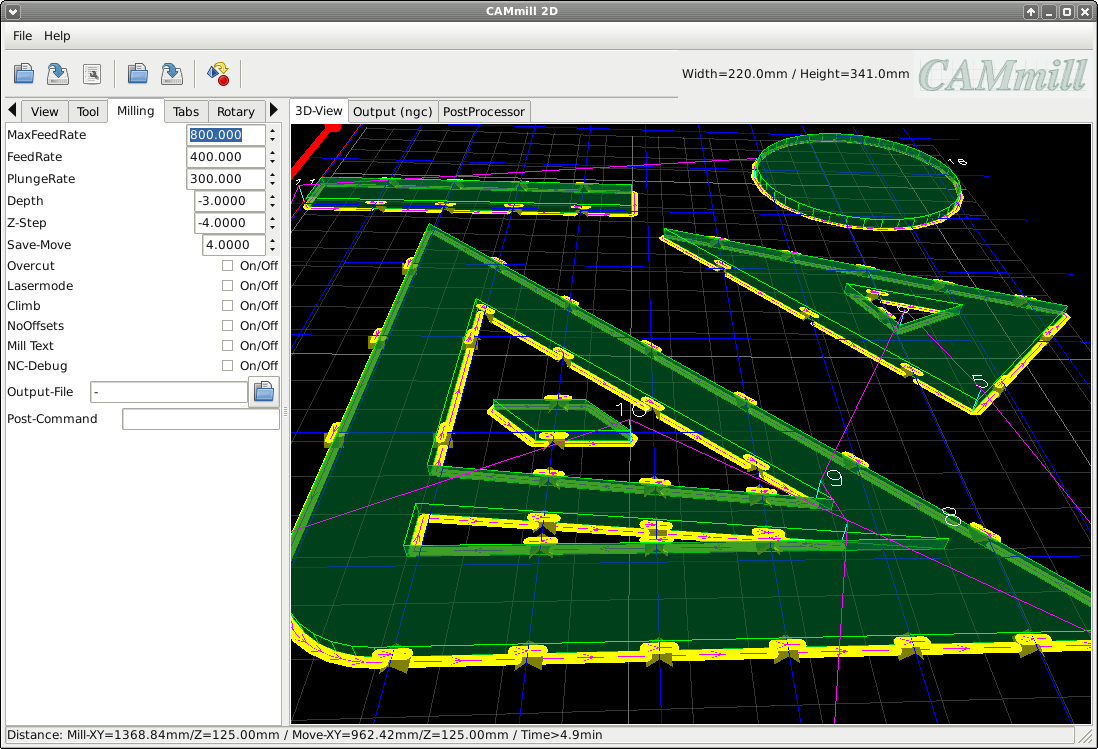 CAMmill 2D
File Help
Width=220.0mm / Height=341.0mm
CAMmill
View Tool Milling Tabs Rotary
3D-View Output (ngc) PostProcessor
MaxFeedRate 800.000
FeedRate 400.000
PlungeRate 300.000
Depth -3.0000
Z-Step -4.0000
Save-Move 4.0000
Overcut On/Off
Lasermode On/Off
Climb On/Off
NoOffsets On/Off
Mill Text On/Off
NC-Debug On/Off
Output-File -
Post-Command
10
9
8
Distance: Mill-XY=1368.84mm/Z=125.00mm / Move-XY=962.42mm/Z=125.00mm / Time>4.9min